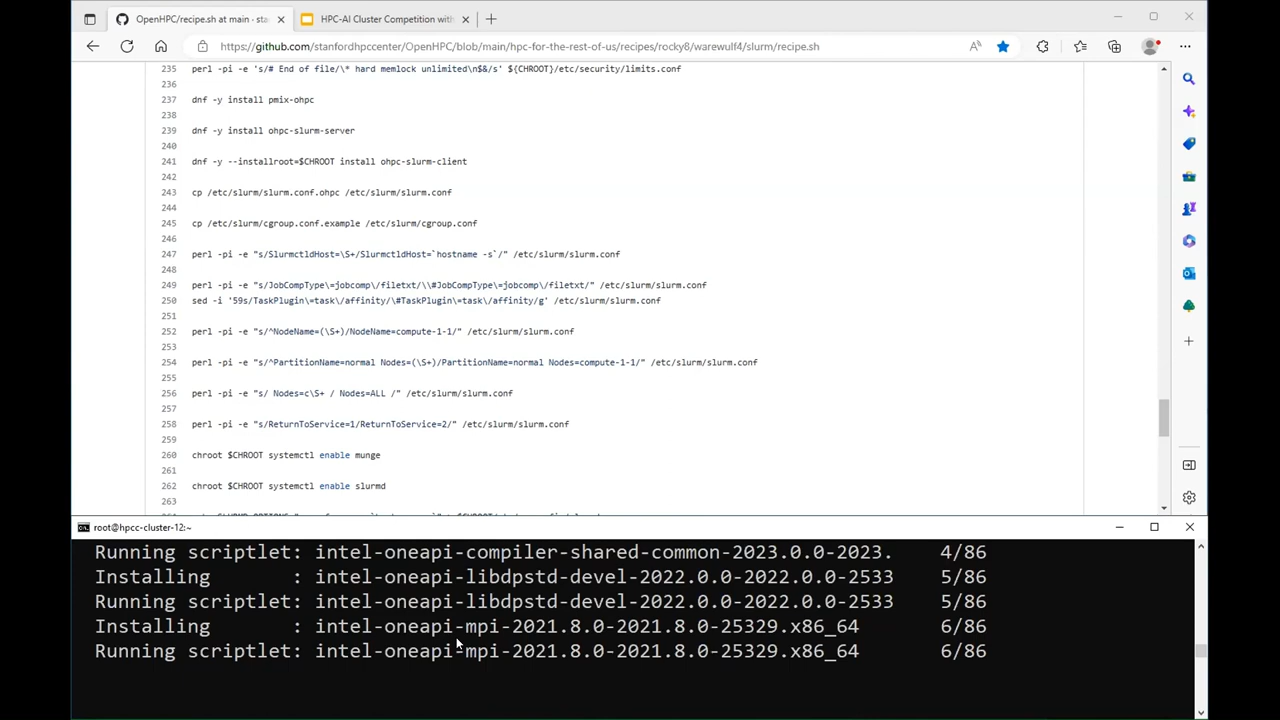 OpenHPC/recipe.sh at main · sta
HPC-AI Cluster Competition with
https://github.com/stanfordhpccenter/OpenHPC/blob/main/hpc-for-the-rest-of-us/recipes/rocky8/warewulf4/slurm/recipe.sh
235 perl -pi -e 's/# End of file/\* hard memlock unlimited\n$&/s' ${CHROOT}/etc/security/limits.conf
236
237 dnf -y install pmix-ohpc
238
239 dnf -y install ohpc-slurm-server
240
241 dnf -y --installroot=$CHROOT install ohpc-slurm-client
242
243 cp /etc/slurm/slurm.conf.ohpc /etc/slurm/slurm.conf
244
245 cp /etc/slurm/cgroup.conf.example /etc/slurm/cgroup.conf
246
247 perl -pi -e "s/SlurmctldHost=\S+/SlurmctldHost=`hostname -s`/" /etc/slurm/slurm.conf
248
249 perl -pi -e "s/JobCompType\=jobcomp\/filetxt/\\#JobCompType\=jobcomp\/filetxt/" /etc/slurm/slurm.conf
250 sed -i '59s/TaskPlugin\=task\/affinity/\#TaskPlugin\=task\/affinity/g' /etc/slurm/slurm.conf
251
252 perl -pi -e "s/^NodeName=(\S+)/NodeName=compute-1-1/" /etc/slurm/slurm.conf
253
254 perl -pi -e "s/^PartitionName=normal Nodes=(\S+)/PartitionName=normal Nodes=compute-1-1/" /etc/slurm/slurm.conf
255
256 perl -pi -e "s/ Nodes=c\S+ / Nodes=ALL /" /etc/slurm/slurm.conf
257
258 perl -pi -e "s/ReturnToService=1/ReturnToService=2/" /etc/slurm/slurm.conf
259
260 chroot $CHROOT systemctl enable munge
261
262 chroot $CHROOT systemctl enable slurmd
263
root@hpcc-cluster-12:~
Running scriptlet: intel-oneapi-compiler-shared-common-2023.0.0-2023. 4/86
Installing : intel-oneapi-libdpstd-devel-2022.0.0-2022.0.0-2533 5/86
Running scriptlet: intel-oneapi-libdpstd-devel-2022.0.0-2022.0.0-2533 5/86
Installing : intel-oneapi-mpi-2021.8.0-2021.8.0-25329.x86_64 6/86
Running scriptlet: intel-oneapi-mpi-2021.8.0-2021.8.0-25329.x86_64 6/86